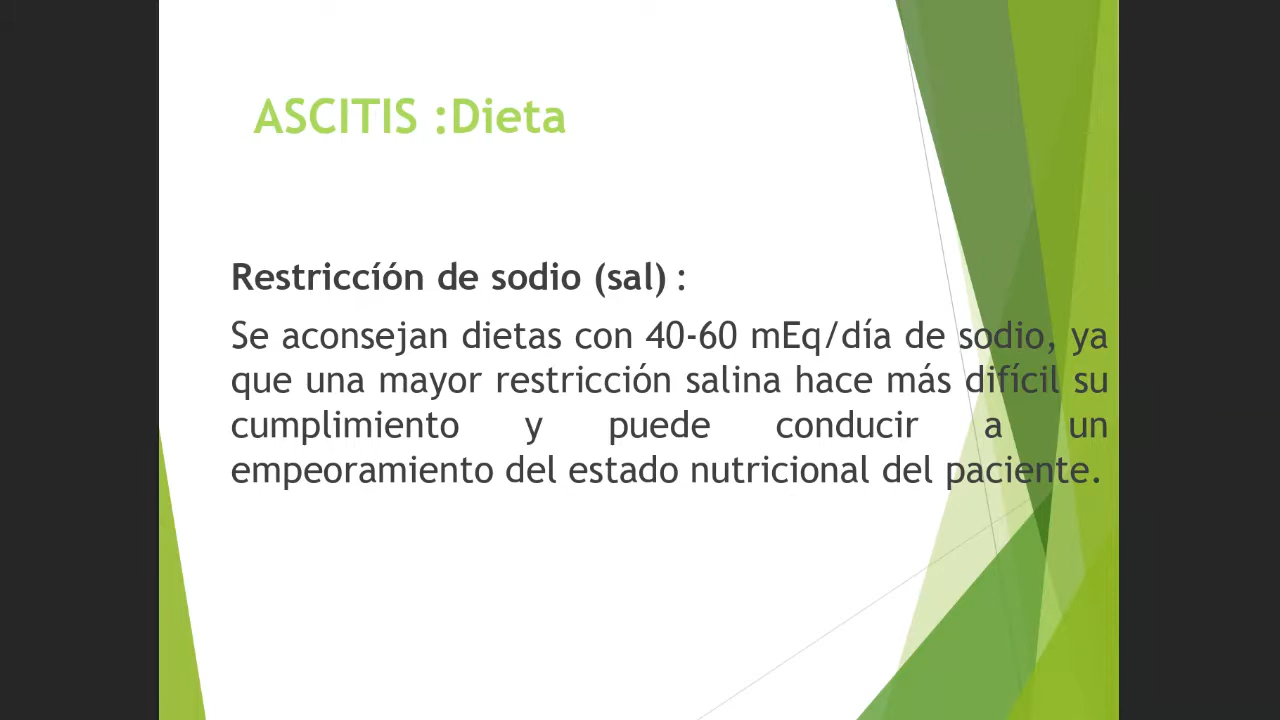 ASCITIS :Dieta
Restriccíón de sodio (sal) :
Se aconsejan dietas con 40-60 mEq/día de sodio, ya
que una mayor restricción salina hace más difícil su
cumplimiento y puede conducir a un
empeoramiento del estado nutricional del paciente.